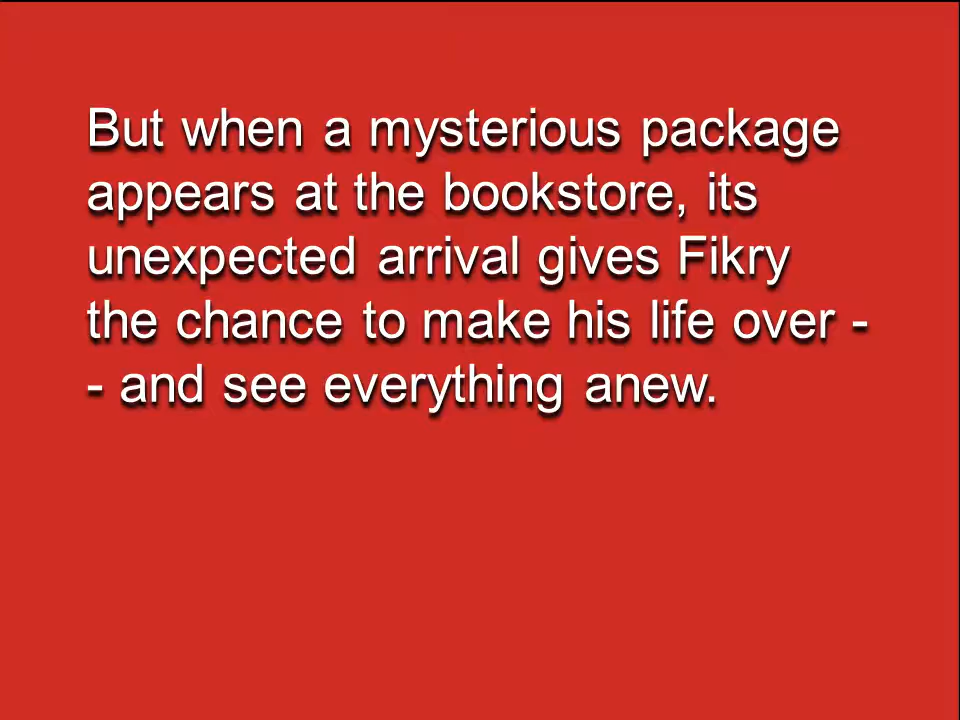 But when a mysterious package
appears at the bookstore, its
unexpected arrival gives Fikry
the chance to make his life over -
- and see everything anew.